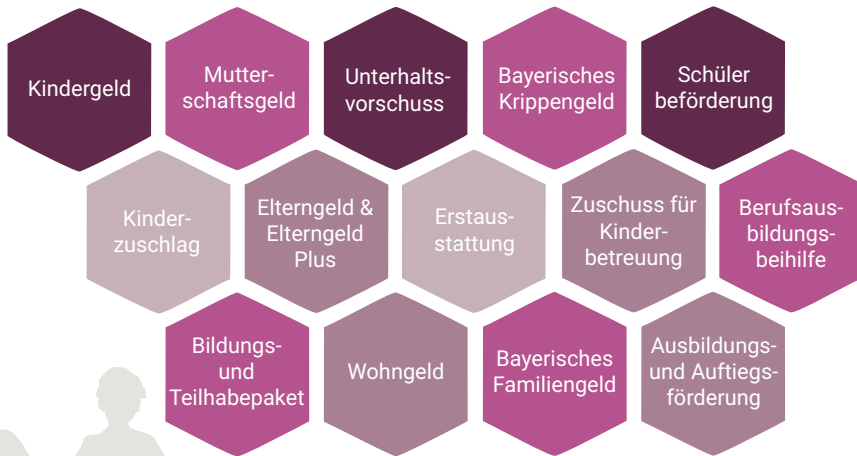 Kindergeld
Mutter-
schaftsgeld
Unterhalts-
vorschuss
Bayerisches
Krippengeld
Schüler
beförderung
Kinder-
zuschlag
Elterngeld &
Elterngeld
Plus
Erstaus-
stattung
Zuschuss für
Kinder-
betreuung
Berufsaus-
bildungs-
beihilfe
Bildungs-
und
Teilhabepaket
Wohngeld
Bayerisches
Familiengeld
Ausbildungs-
und Auftiegs-
förderung